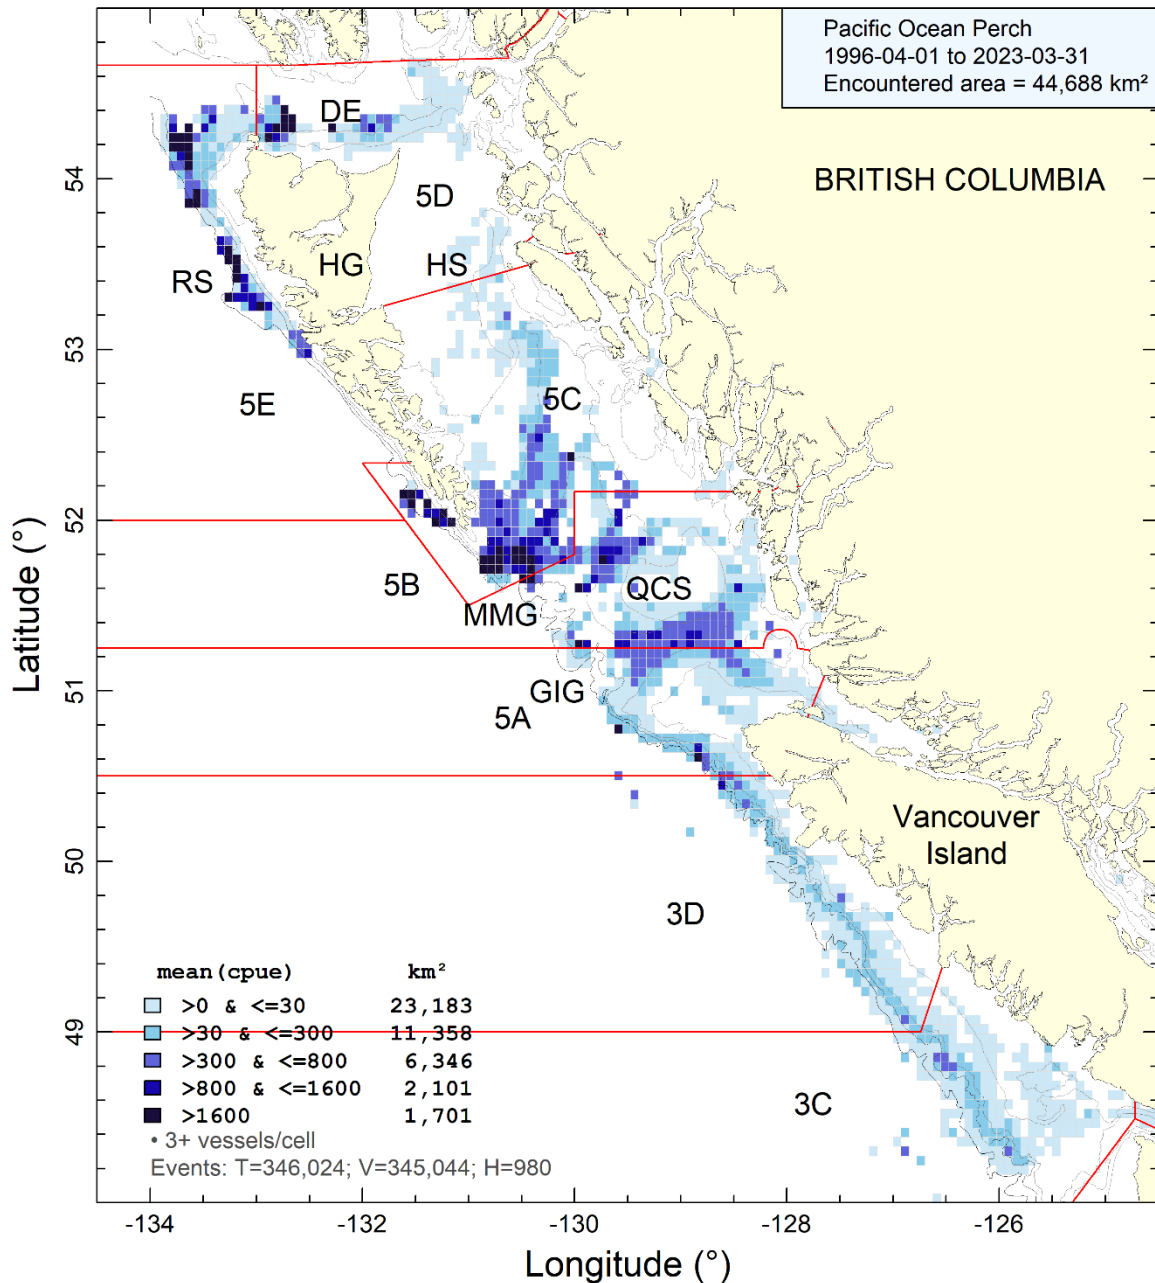 Pacific Ocean Perch
1996-04-01 to 2023-03-31
Encountered area = 44,688 km²
BRITISH COLUMBIA
DE
5D
HG
HS
RS
5E
5C
5B
QCS
MMG
GIG
5A
Vancouver
Island
3D
3C
mean(cpue) km²
>0 & <=30 23,183
>30 & <=300 11,358
>300 & <=800 6,346
>800 & <=1600 2,101
>1600 1,701
• 3+ vessels/cell
Events: T=346,024; V=345,044; H=980
54
53
52
51
50
49
Latitude (°)
-134 -132 -130 -128 -126
Longitude (°)